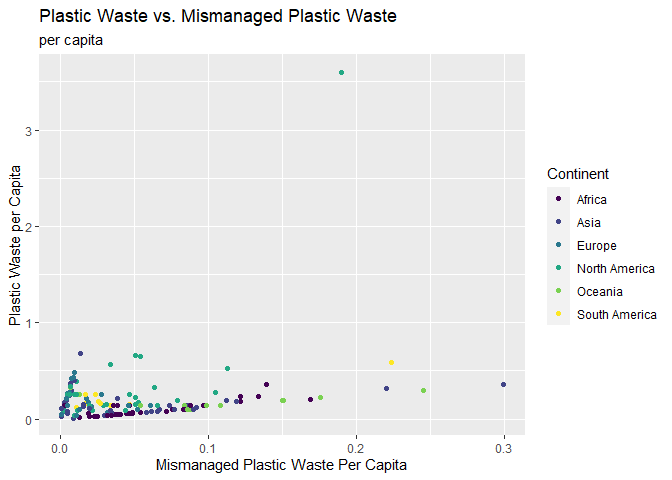 Plastic Waste vs. Mismanaged Plastic Waste
per capita
Plastic Waste per Capita
3
2
1
0
0.0
0.1
0.2
0.3
Mismanaged Plastic Waste Per Capita
Continent
Africa
Asia
Europe
North America
Oceania
South America